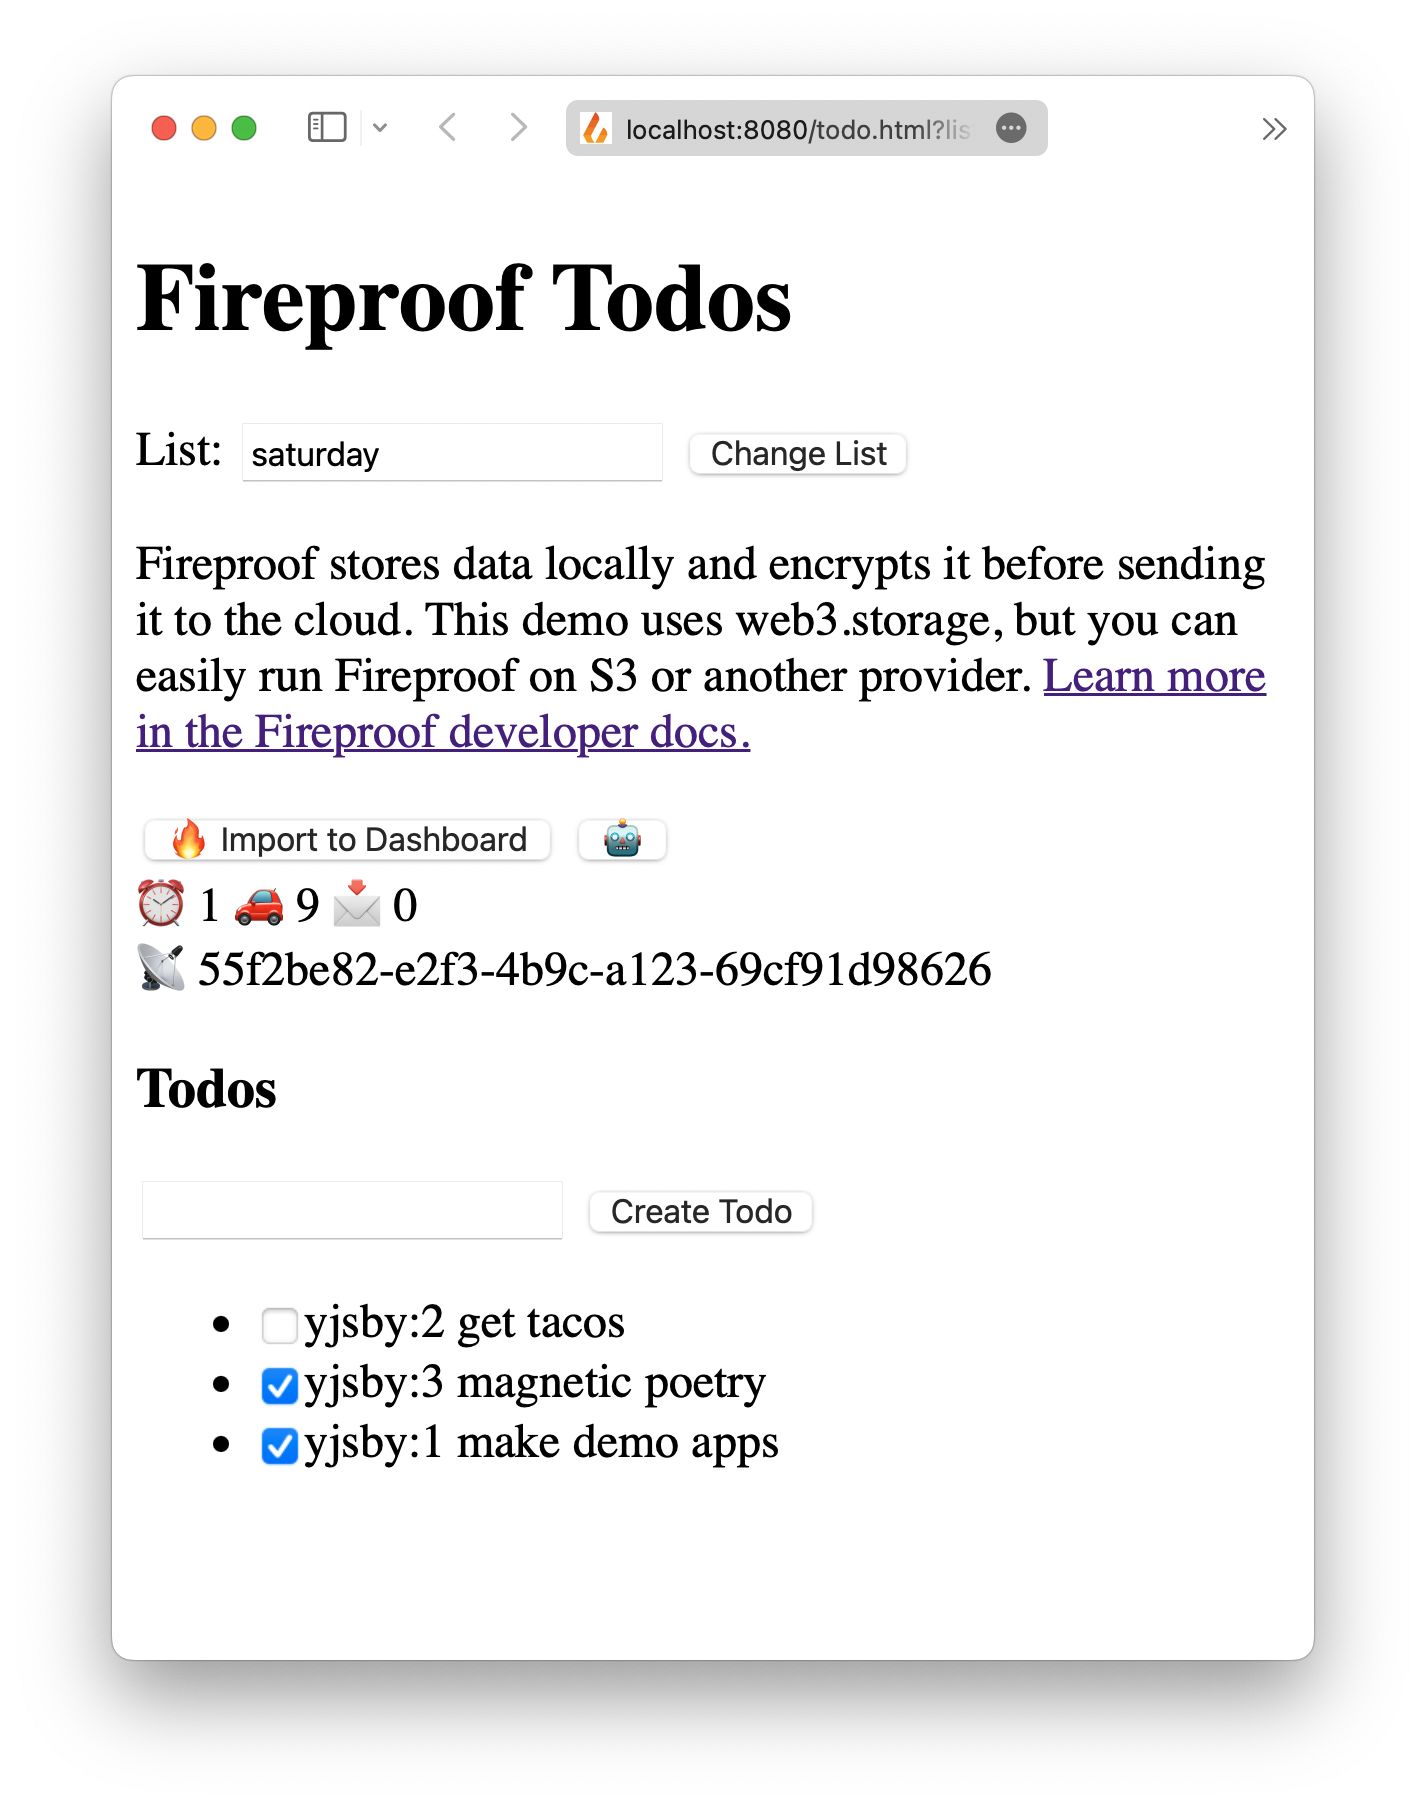 localhost:8080/todo.html?lis
Fireproof Todos
List: saturday Change List
Fireproof stores data locally and encrypts it before sending
it to the cloud. This demo uses web3.storage, but you can
easily run Fireproof on S3 or another provider. Learn more
in the Fireproof developer docs.
🔥 Import to Dashboard 🤖
⏰ 1 🚗 9 📩 0
📡 55f2be82-e2f3-4b9c-a123-69cf91d98626
Todos
Create Todo
yjsby:2 get tacos
yjsby:3 magnetic poetry
yjsby:1 make demo apps